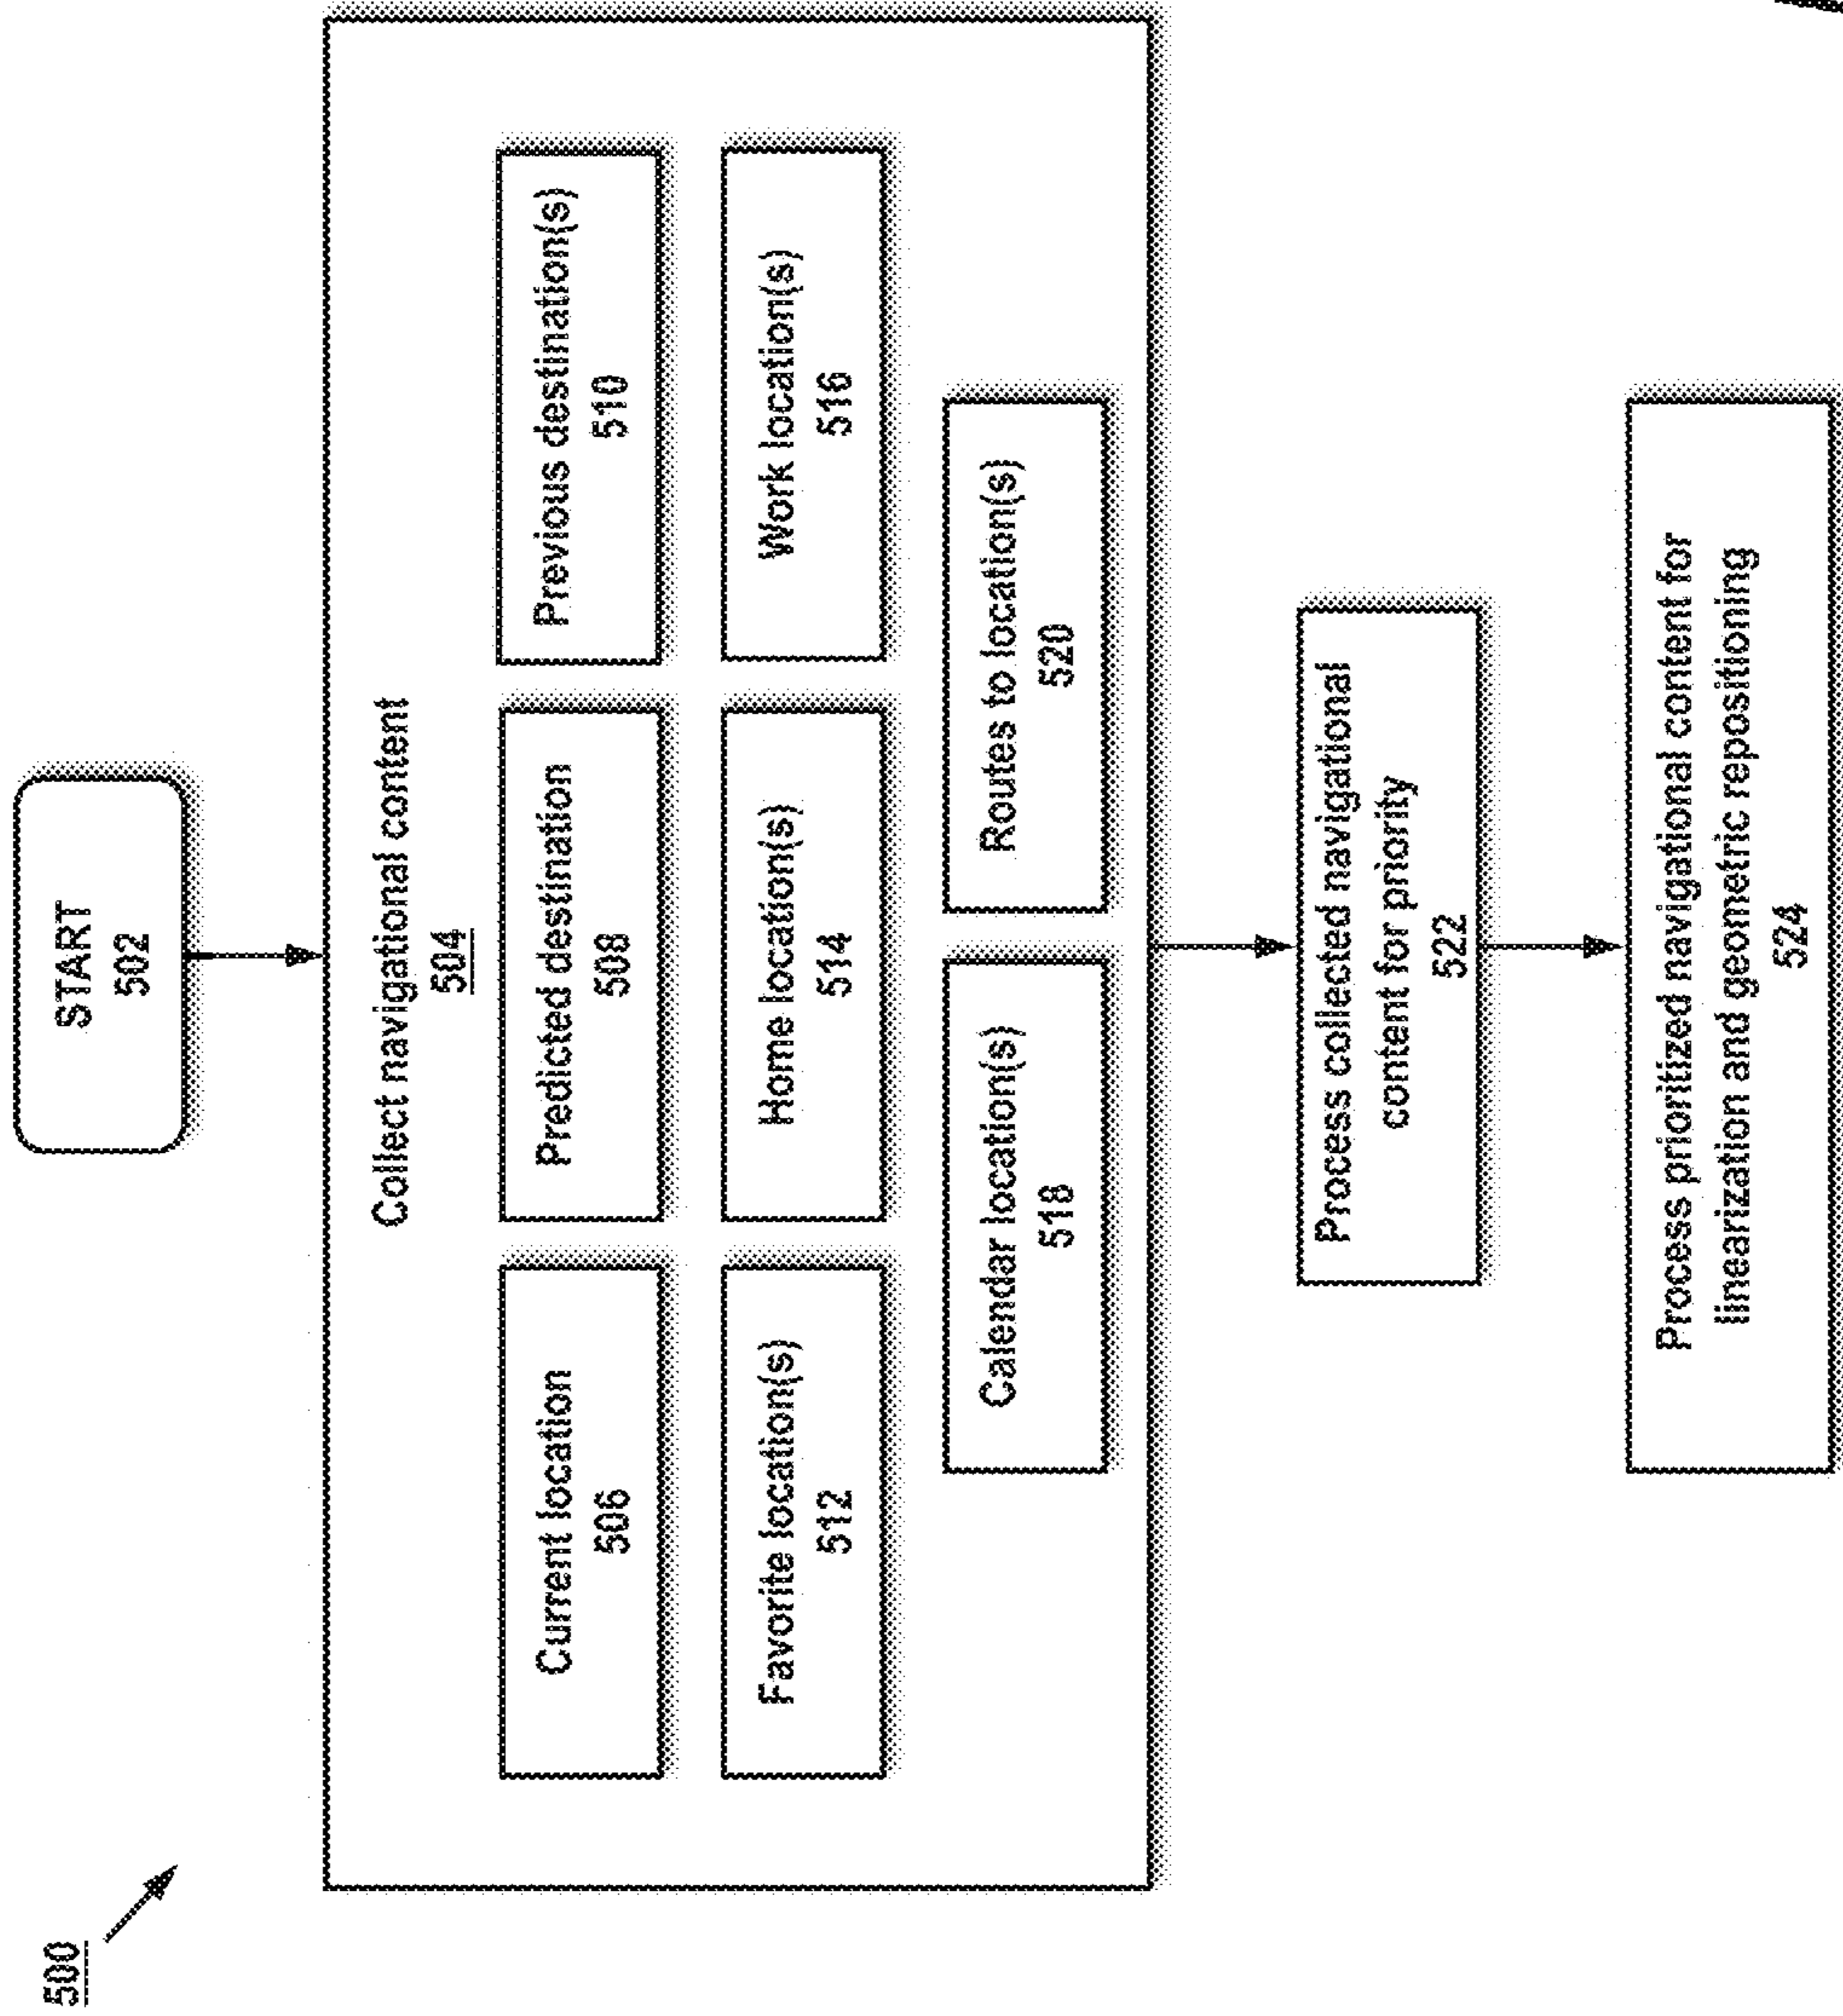 500
START
502
Collect navigational content
504
Current location
506
Predicted destination
508
Previous destination(s)
510
Favorite location(s)
512
Home location(s)
514
Work location(s)
516
Calendar location(s)
518
Routes to location(s)
520
Process collected navigational
content for priority
522
Process prioritized navigational content for
linearization and geometric repositioning
524